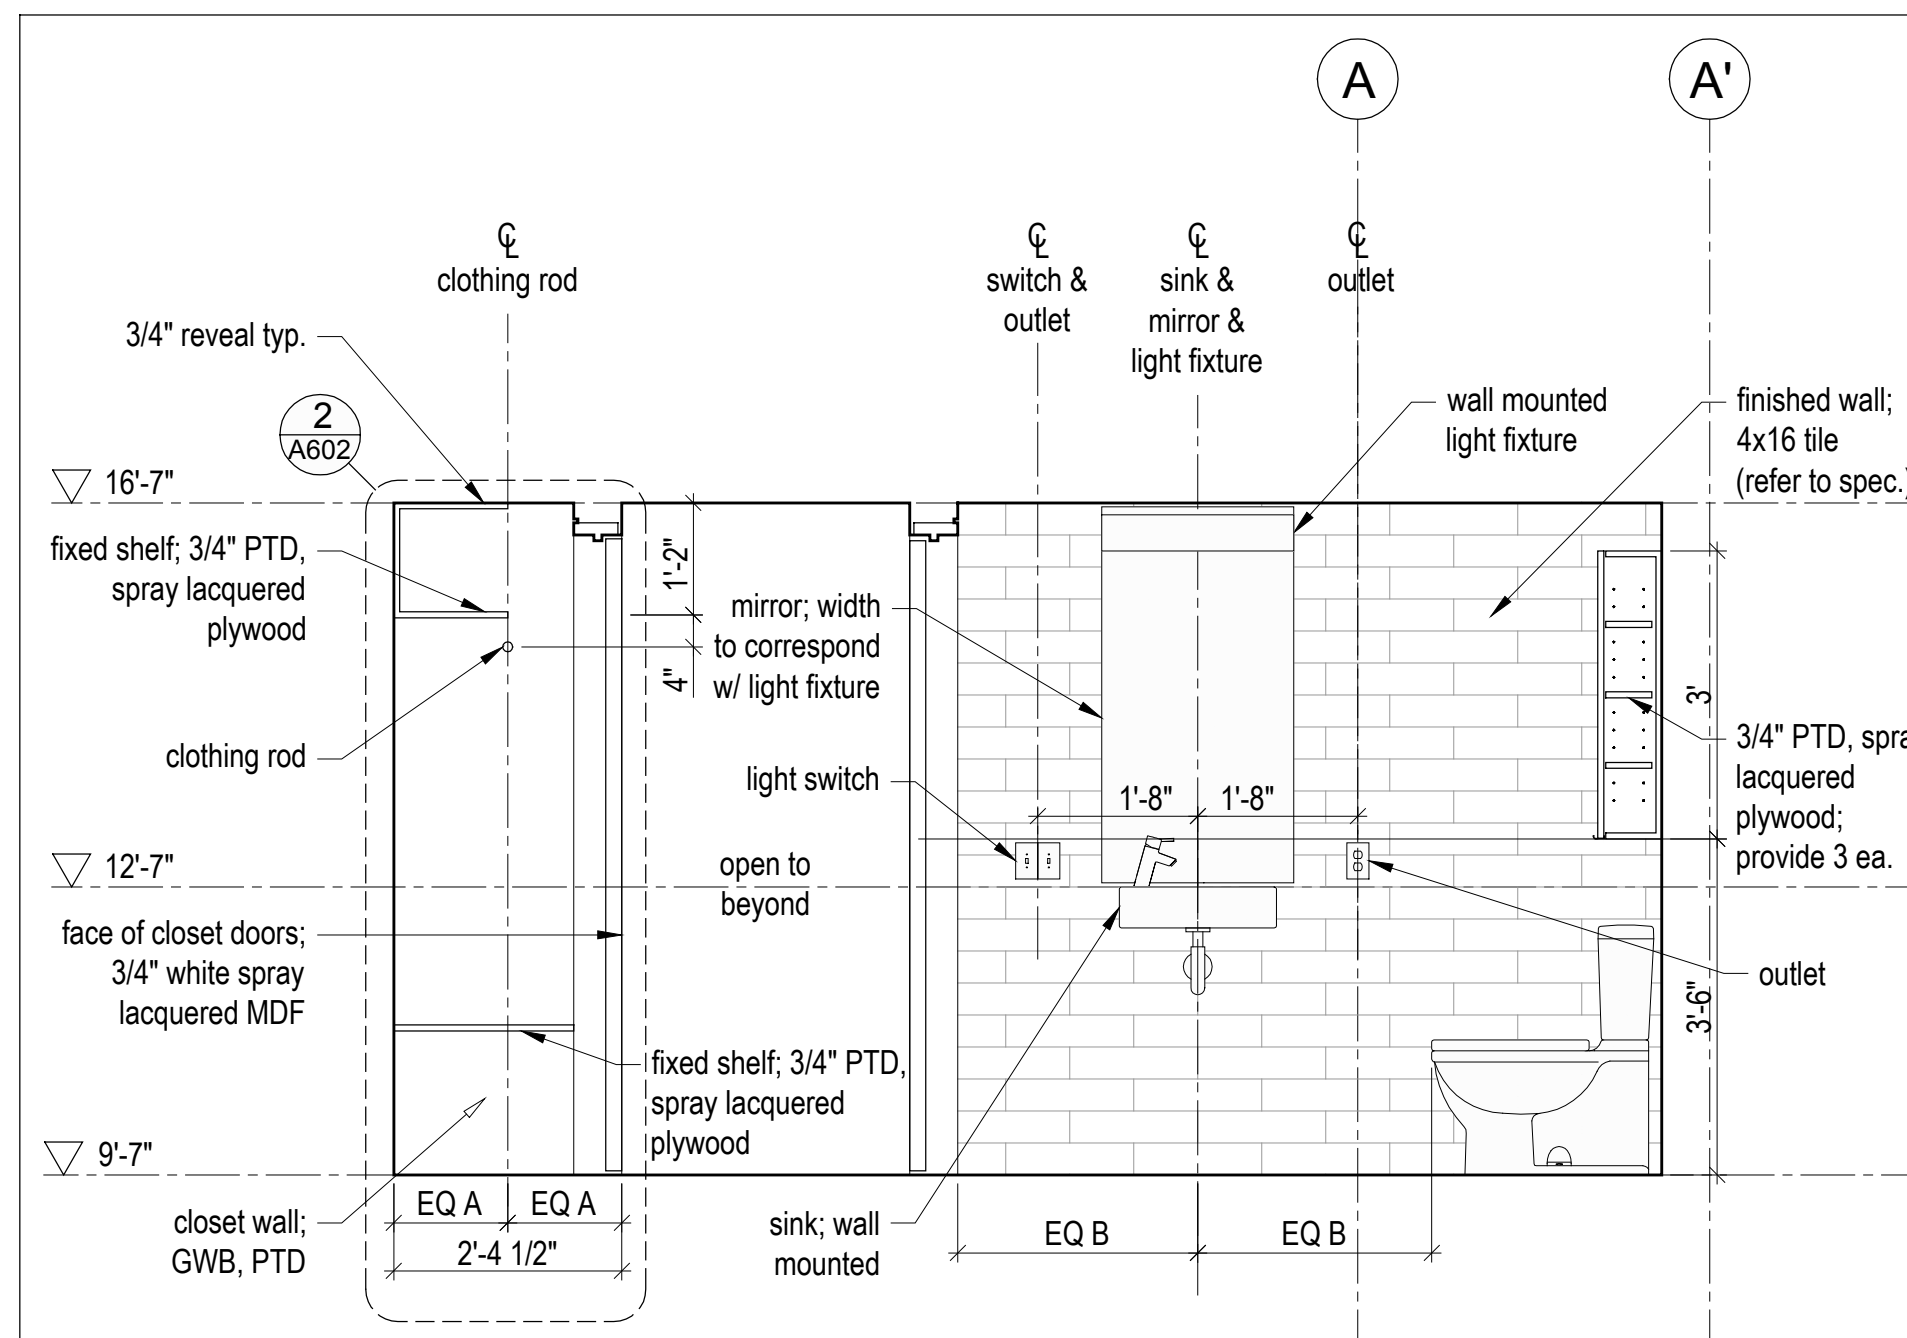 A
A'
℄
clothing rod
℄
switch &
outlet
℄
sink &
mirror &
light fixture
℄
outlet
3/4" reveal typ.
2
A602
wall mounted
light fixture
finished wall;
4x16 tile
(refer to spec.)
16'-7"
fixed shelf; 3/4" PTD,
spray lacquered
plywood
1'-2"
4"
mirror; width
to correspond
w/ light fixture
clothing rod
light switch
1'-8"
1'-8"
3'
3/4" PTD, spra
lacquered
plywood;
provide 3 ea.
12'-7"
open to
beyond
face of closet doors;
3/4" white spray
lacquered MDF
outlet
3'-6"
fixed shelf; 3/4" PTD,
spray lacquered
plywood
9'-7"
closet wall;
GWB, PTD
EQ A
EQ A
2'-4 1/2"
sink; wall
mounted
EQ B
EQ B